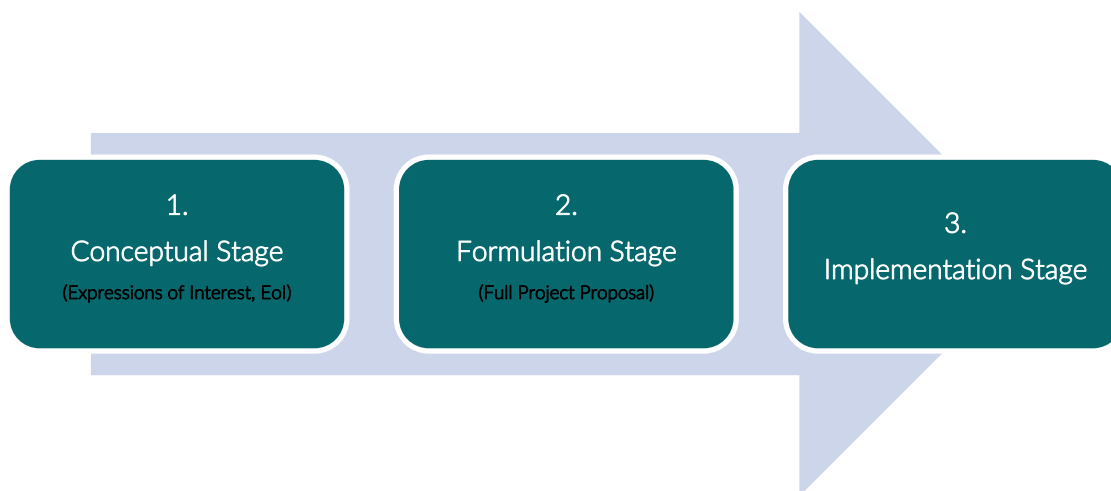 1.
Conceptual Stage
(Expressions of Interest, EoI)
2.
Formulation Stage
(Full Project Proposal)
3.
Implementation Stage